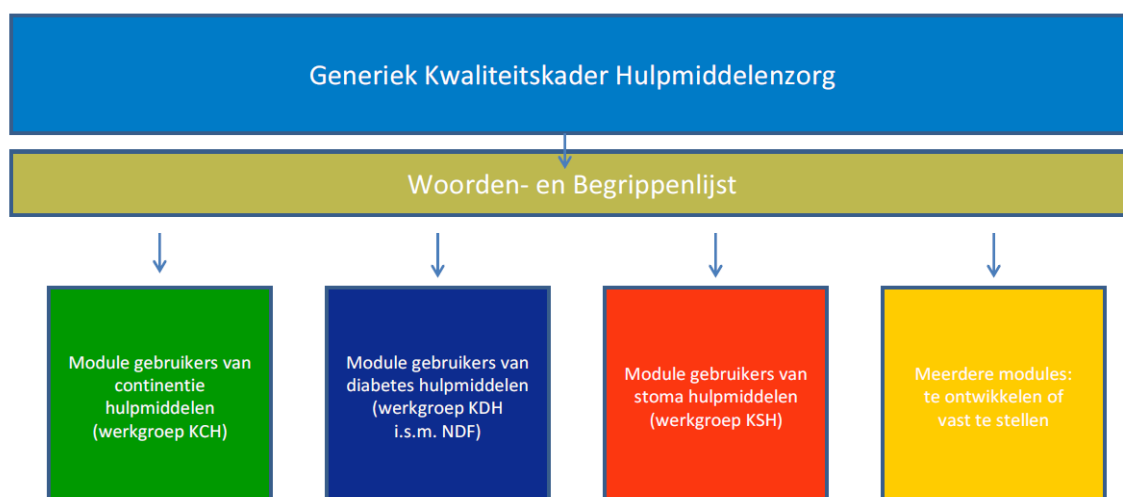 Generiek Kwaliteitskader Hulpmiddelenzorg
Woorden- en Begrippenlijst
Module gebruikers van
continentie
hulpmiddelen
(werkgroep KCH)
Module gebruikers van
diabetes hulpmiddelen
(werkgroep KDH
i.s.m. NDF)
Module gebruikers van
stoma hulpmiddelen
(werkgroep KSH)
Meerdere modules:
te ontwikkelen of
vast te stellen